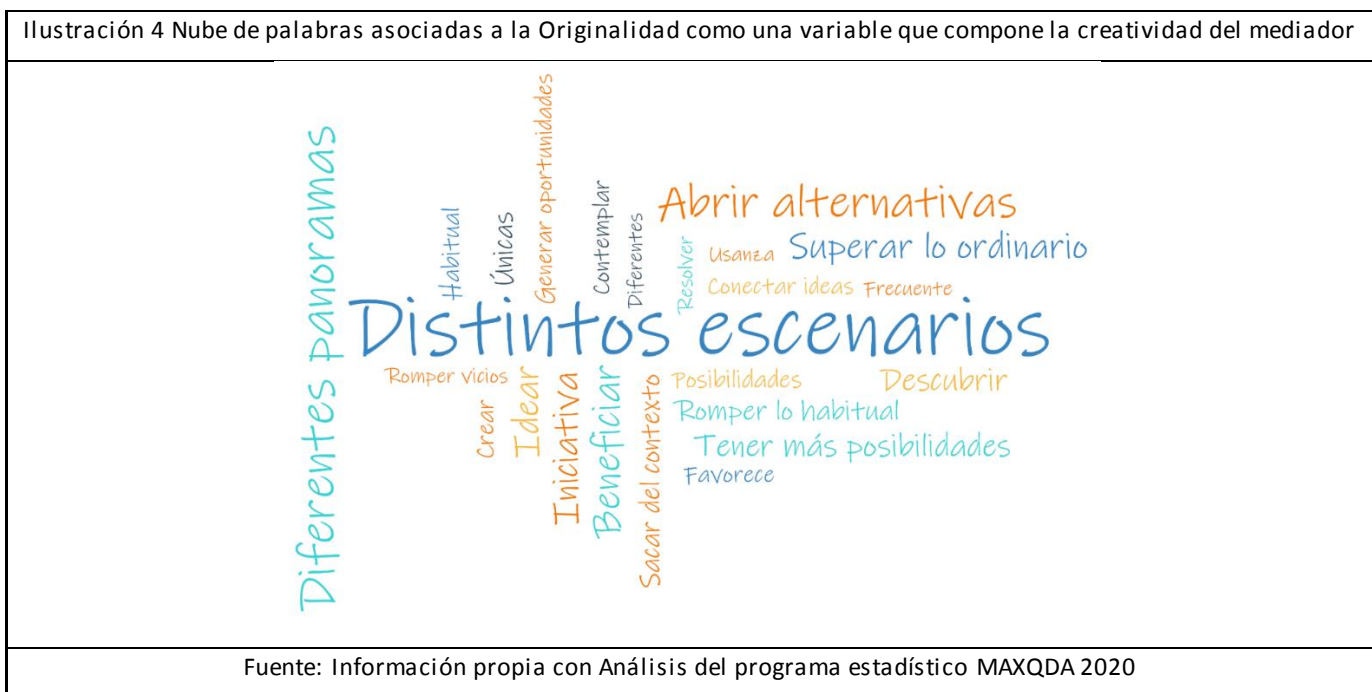 Ilustración 4 Nube de palabras asociadas a la Originalidad como una variable que compone la creatividad del mediador
Diferentes panoramas
Habitual
Únicas
Generar oportunidades
Contemplar
Diferentes
Abrir alternativas
Resolver
Usanza
Superar lo ordinario
Conectar ideas
Frecuente
Distintos escenarios
Romper vicios
Crear
Idear
Iniciativa
Beneficiar
Sacar del contexto
Posibilidades
Descubrir
Romper lo habitual
Tener más posibilidades
Favorece
Fuente: Información propia con Análisis del programa estadístico MAXQDA 2020